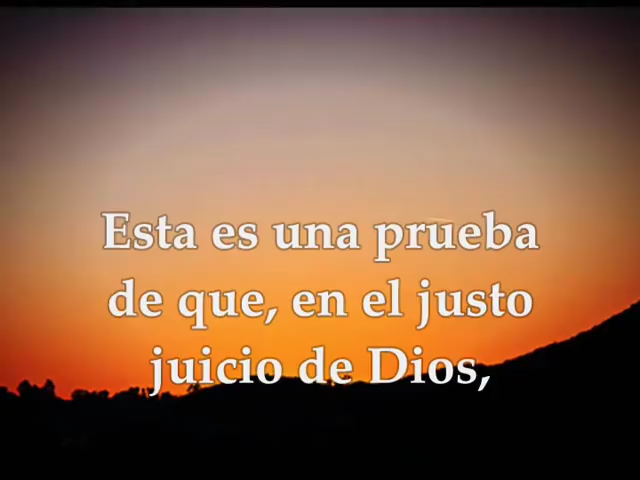 Esta es una prueba
de que, en el justo
juicio de Dios,